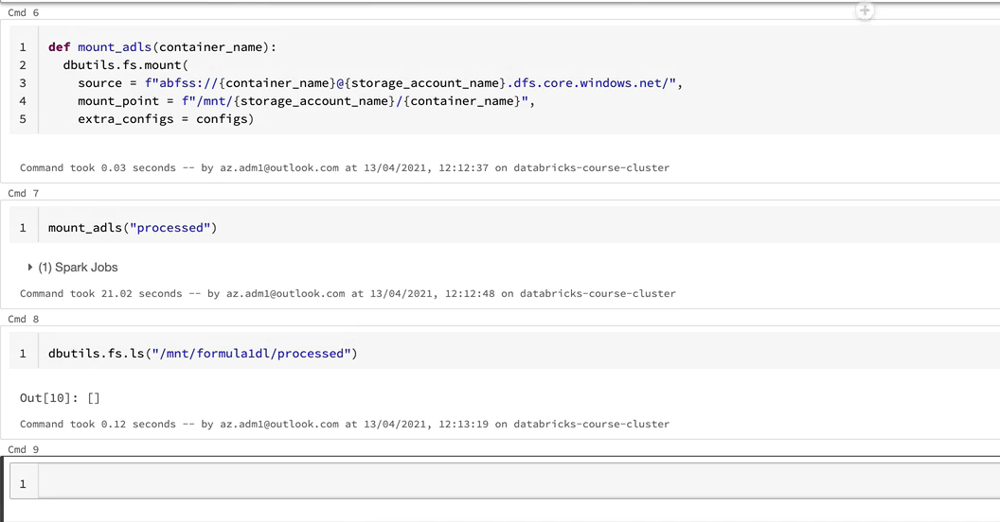 Cmd 6
1 def mount_adls(container_name):
2 dbutils.fs.mount(
3 source = f"abfss://{container_name}@{storage_account_name}.dfs.core.windows.net/",
4 mount_point = f"/mnt/{storage_account_name}/{container_name}",
5 extra_configs = configs)
Command took 0.03 seconds -- by az.adm1@outlook.com at 13/04/2021, 12:12:37 on databricks-course-cluster
Cmd 7
1 mount_adls("processed")
(1) Spark Jobs
Command took 21.02 seconds -- by az.adm1@outlook.com at 13/04/2021, 12:12:48 on databricks-course-cluster
Cmd 8
1 dbutils.fs.ls("/mnt/formula1dl/processed")
Out[10]: []
Command took 0.12 seconds -- by az.adm1@outlook.com at 13/04/2021, 12:13:19 on databricks-course-cluster
Cmd 9
1